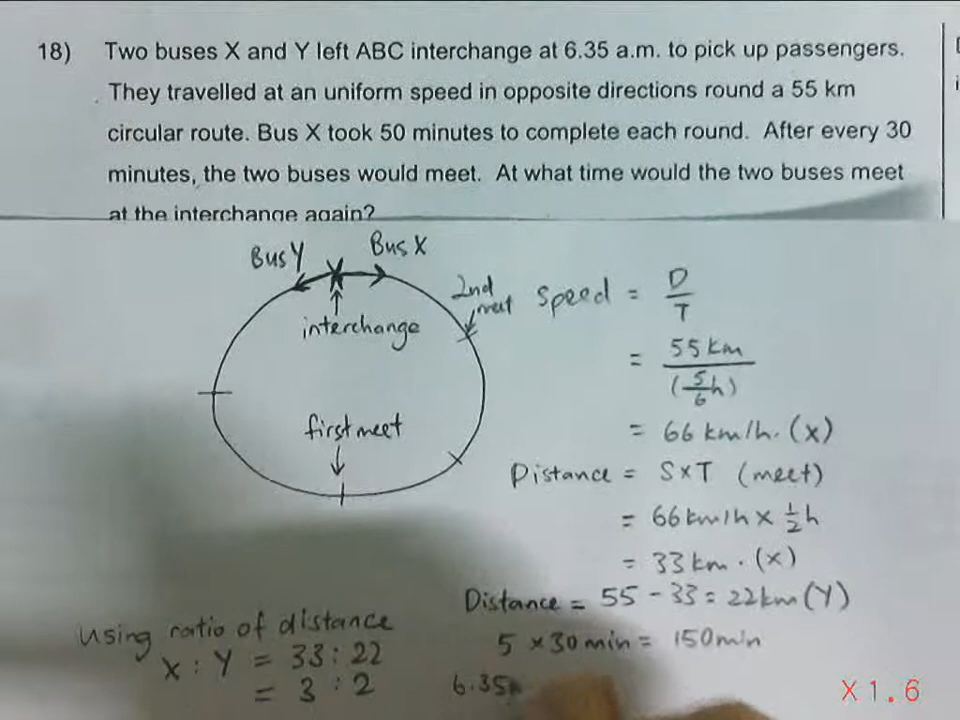 18) Two buses X and Y left ABC interchange at 6.35 a.m. to pick up passengers.
They travelled at an uniform speed in opposite directions round a 55 km
circular route. Bus X took 50 minutes to complete each round. After every 30
minutes, the two buses would meet. At what time would the two buses meet
at the interchange again?
Bus Y
Bus X
interchange
2nd
meet
first meet
Speed = D/T
= 55 km / (5/6 h)
= 66 km/h. (x)
Distance = S x T (meet)
= 66 km/h x 1/2 h
= 33 km. (x)
Distance = 55 - 33 = 22 km (Y)
5 x 30 min = 150 min
6.35
using ratio of distance
X : Y = 33 : 22
= 3 : 2
X1.6